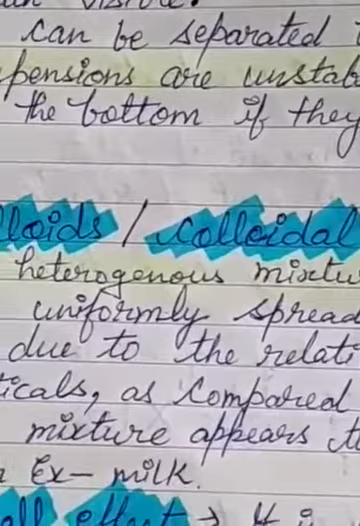 can be separated
pensions are unstab
the bottom if they
lloids / Colloidal
heterogenous mixtu
uniformly spread
due to the relati
ticals, as compared
mixture appears
Ex- milk.
all effect → It is